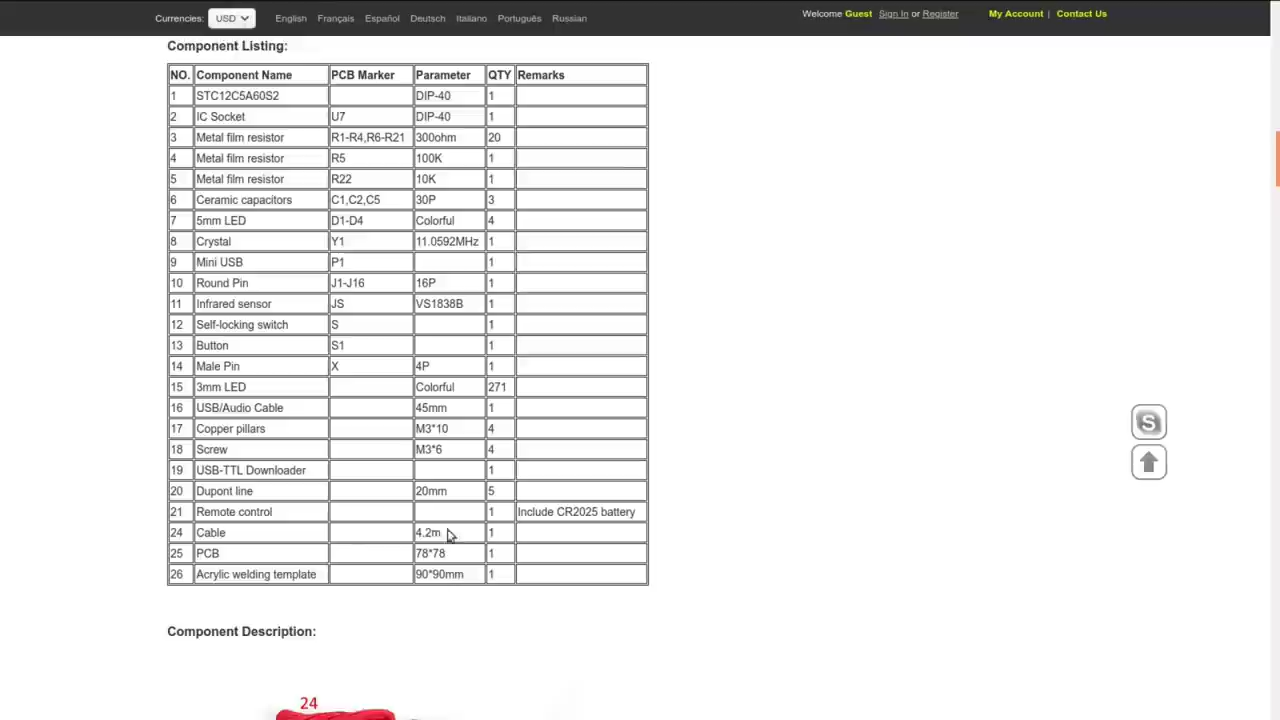 Currencies: USD English Français Español Deutsch Italiano Português Russian Welcome Guest Sign In or Register My Account | Contact Us
Component Listing:
NO. Component Name PCB Marker Parameter QTY Remarks
1 STC12C5A60S2 DIP-40 1
2 IC Socket U7 DIP-40 1
3 Metal film resistor R1-R4,R6-R21 300ohm 20
4 Metal film resistor R5 100K 1
5 Metal film resistor R22 10K 1
6 Ceramic capacitors C1,C2,C5 30P 3
7 5mm LED D1-D4 Colorful 4
8 Crystal Y1 11.0592MHz 1
9 Mini USB P1 1
10 Round Pin J1-J16 16P 1
11 Infrared sensor JS VS1838B 1
12 Self-locking switch S 1
13 Button S1 1
14 Male Pin X 4P 1
15 3mm LED Colorful 271
16 USB/Audio Cable 45mm 1
17 Copper pillars M3*10 4
18 Screw M3*6 4
19 USB-TTL Downloader 1
20 Dupont line 20mm 5
21 Remote control 1 Include CR2025 battery
24 Cable 4.2m 1
25 PCB 78*78 1
26 Acrylic welding template 90*90mm 1
S
Component Description:
24